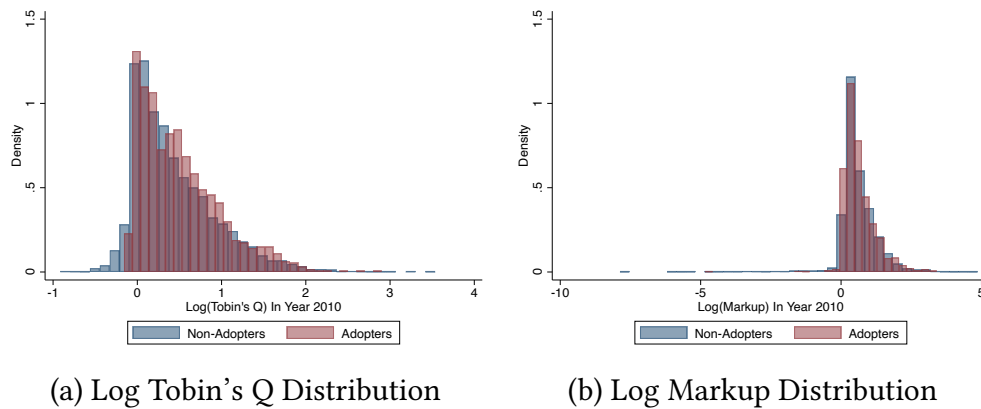 1.5
1
.5
0
Density
-1
0
1
2
3
4
Log(Tobin's Q) In Year 2010
Non-Adopters
Adopters
(a) Log Tobin's Q Distribution
1.5
1
.5
0
Density
-10
-5
0
5
Log(Markup) In Year 2010
Non-Adopters
Adopters
(b) Log Markup Distribution